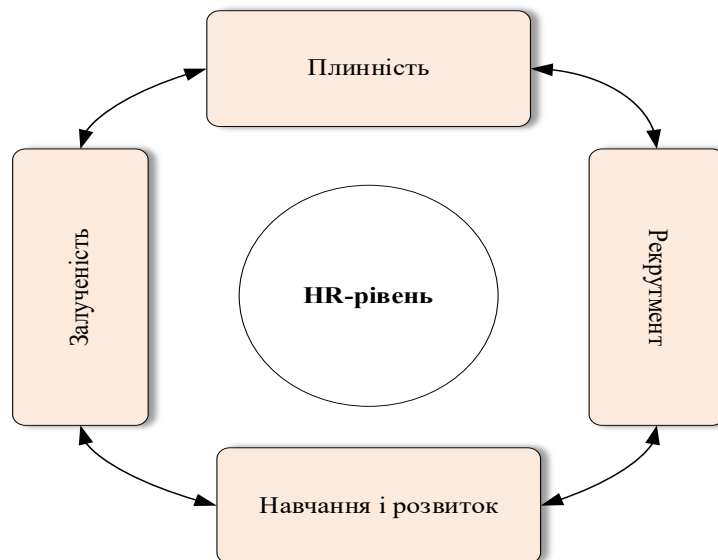 Плинність
Залученість
HR-рівень
Рекрутмент
Навчання і розвиток